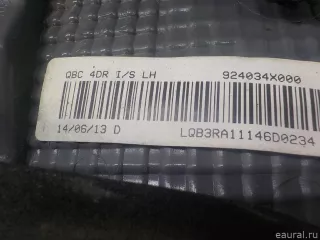 QBC 4DR I/S LH 924034X000
14/06/13 D LQB3RA11146D0234
© eaural.ru